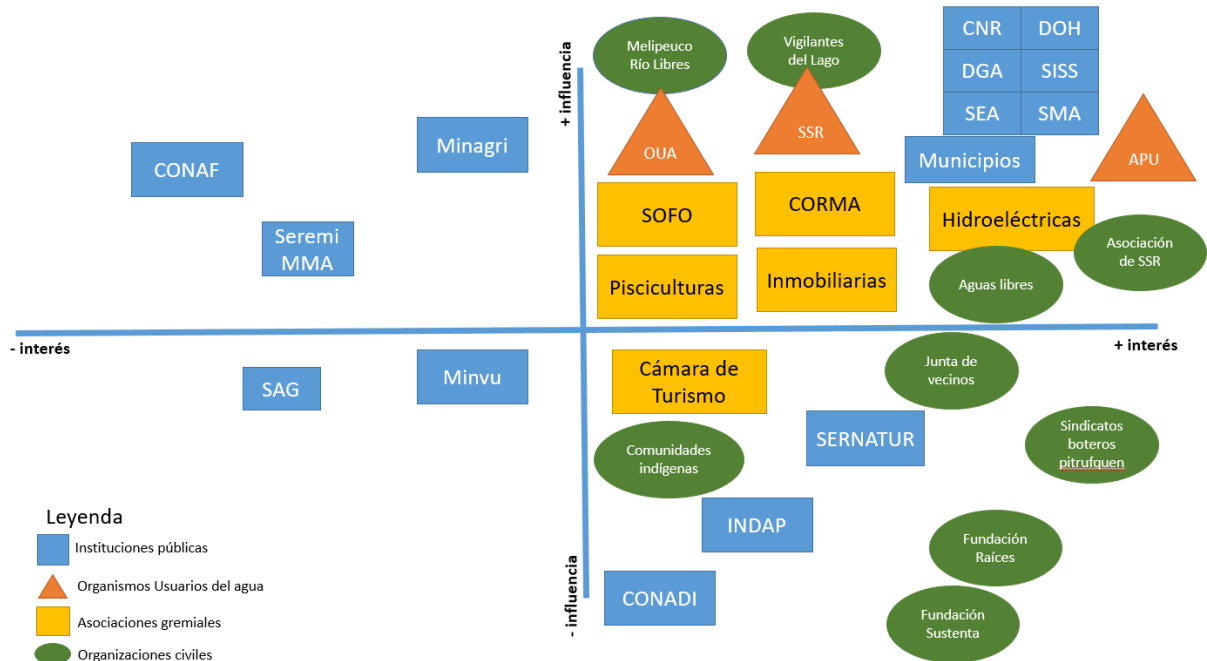 Melipeuco
Río Libres
Vigilantes
del Lago
CNR
DOH
DGA
SISS
SEA
SMA
+ influencia
CONAF
Minagri
OUA
SSR
Municipios
APU
Seremi
MMA
SOFO
CORMA
Hidroeléctricas
Asociación
de SSR
Pisciculturas
Inmobiliarias
Aguas libres
- interés
+ interés
SAG
Minvu
Cámara de
Turismo
Junta de
vecinos
SERNATUR
Sindicatos
boteros
pitrufquen
Comunidades
indígenas
INDAP
Fundación
Raíces
- influencia
CONADI
Fundación
Sustenta
Leyenda
Instituciones públicas
Organismos Usuarios del agua
Asociaciones gremiales
Organizaciones civiles